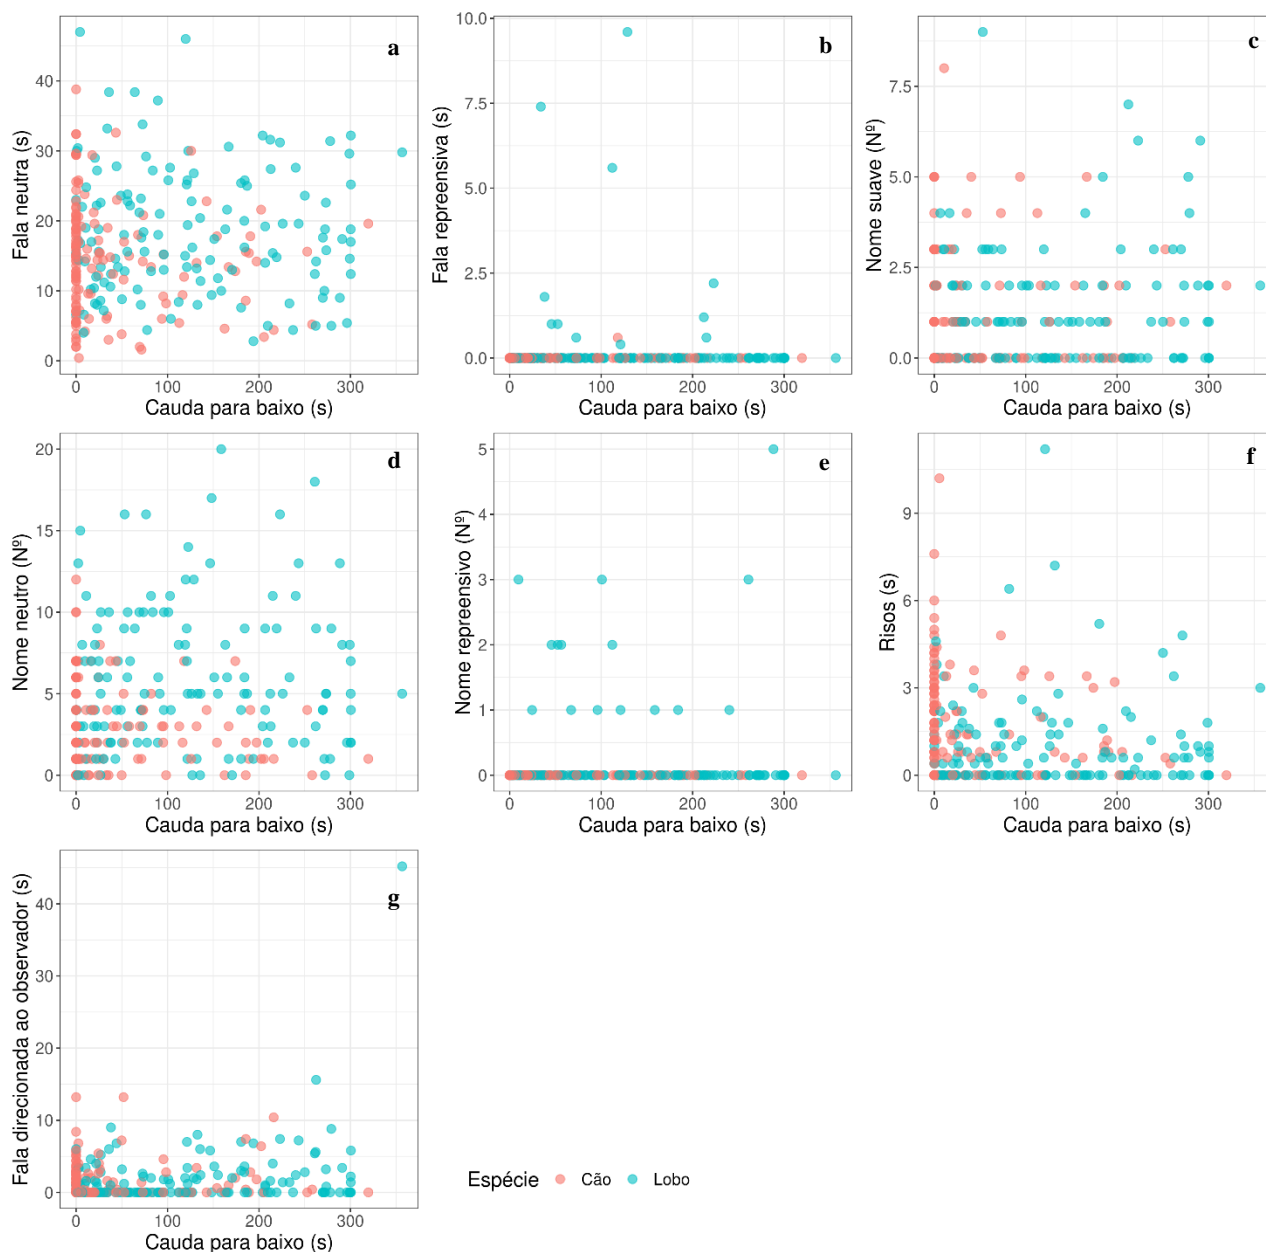 a
Fala neutra (s)
40
30
20
10
0
0 100 200 300
Cauda para baixo (s)
b
Fala repreensiva (s)
10.0
7.5
5.0
2.5
0.0
0 100 200 300
Cauda para baixo (s)
c
Nome suave (Nº)
7.5
5.0
2.5
0.0
0 100 200 300
Cauda para baixo (s)
d
Nome neutro (Nº)
20
15
10
5
0
0 100 200 300
Cauda para baixo (s)
e
Nome repreensivo (Nº)
5
4
3
2
1
0
0 100 200 300
Cauda para baixo (s)
f
Risos (s)
9
6
3
0
0 100 200 300
Cauda para baixo (s)
g
Fala direcionada ao observador (s)
40
30
20
10
0
0 100 200 300
Cauda para baixo (s)
Espécie Cão Lobo